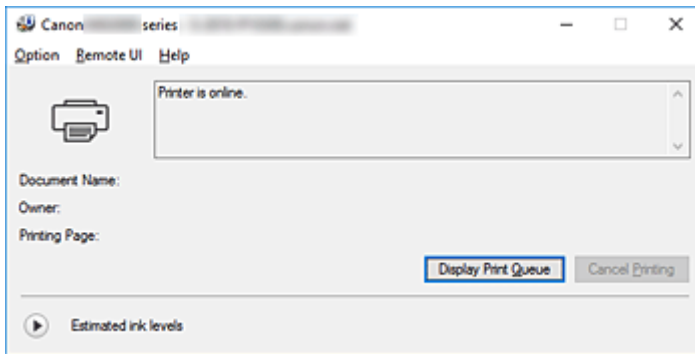 Canon series
Option Remote UI Help
Printer is online.
Document Name:
Owner:
Printing Page:
Display Print Queue Cancel Printing
Estimated ink levels